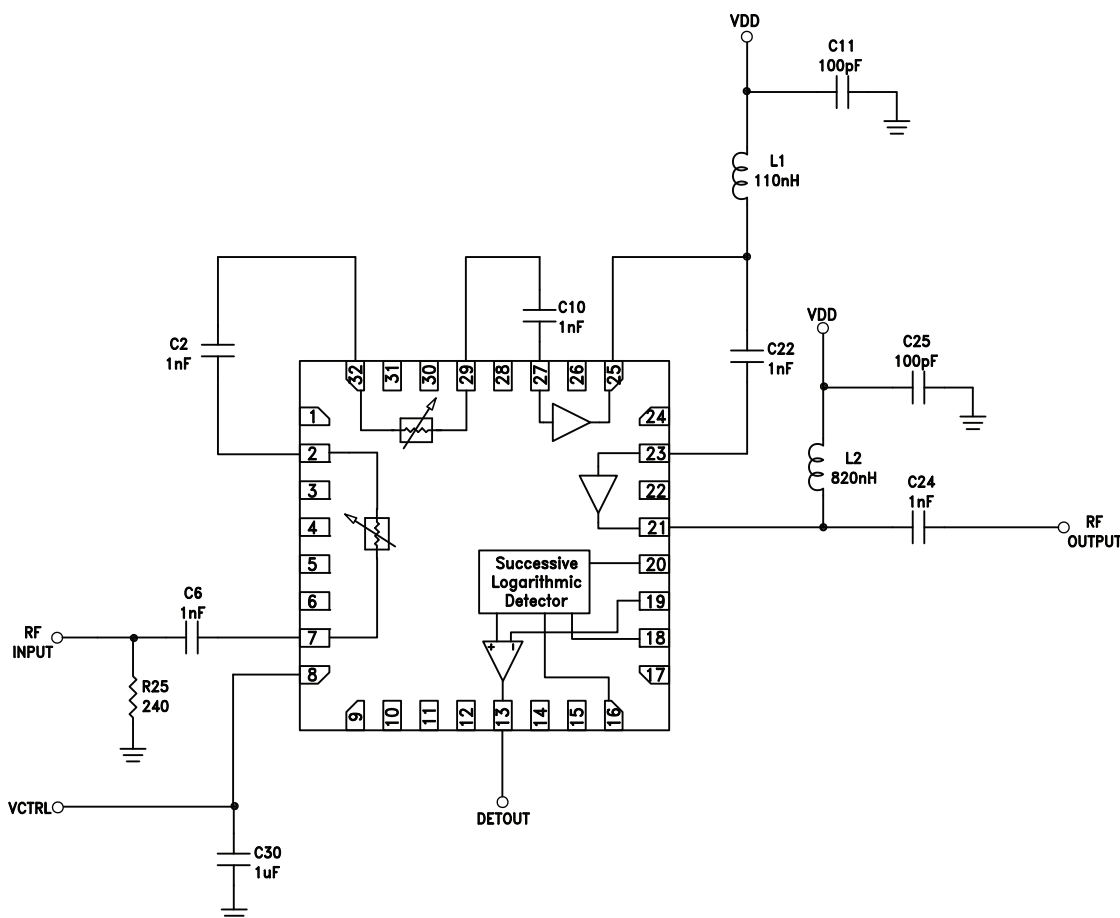 VDD
C11
100pF
L1
110nH
C2
1nF
C10
1nF
C22
1nF
VDD
C25
100pF
L2
820nH
C24
1nF
RF
OUTPUT
32
31
30
29
28
27
26
25
1
2
3
4
5
6
7
8
24
23
22
21
20
19
18
17
Successive
Logarithmic
Detector
+
-
9
10
11
12
13
14
15
16
C6
1nF
RF
INPUT
R25
240
VCTRL
C30
1uF
DETOUT